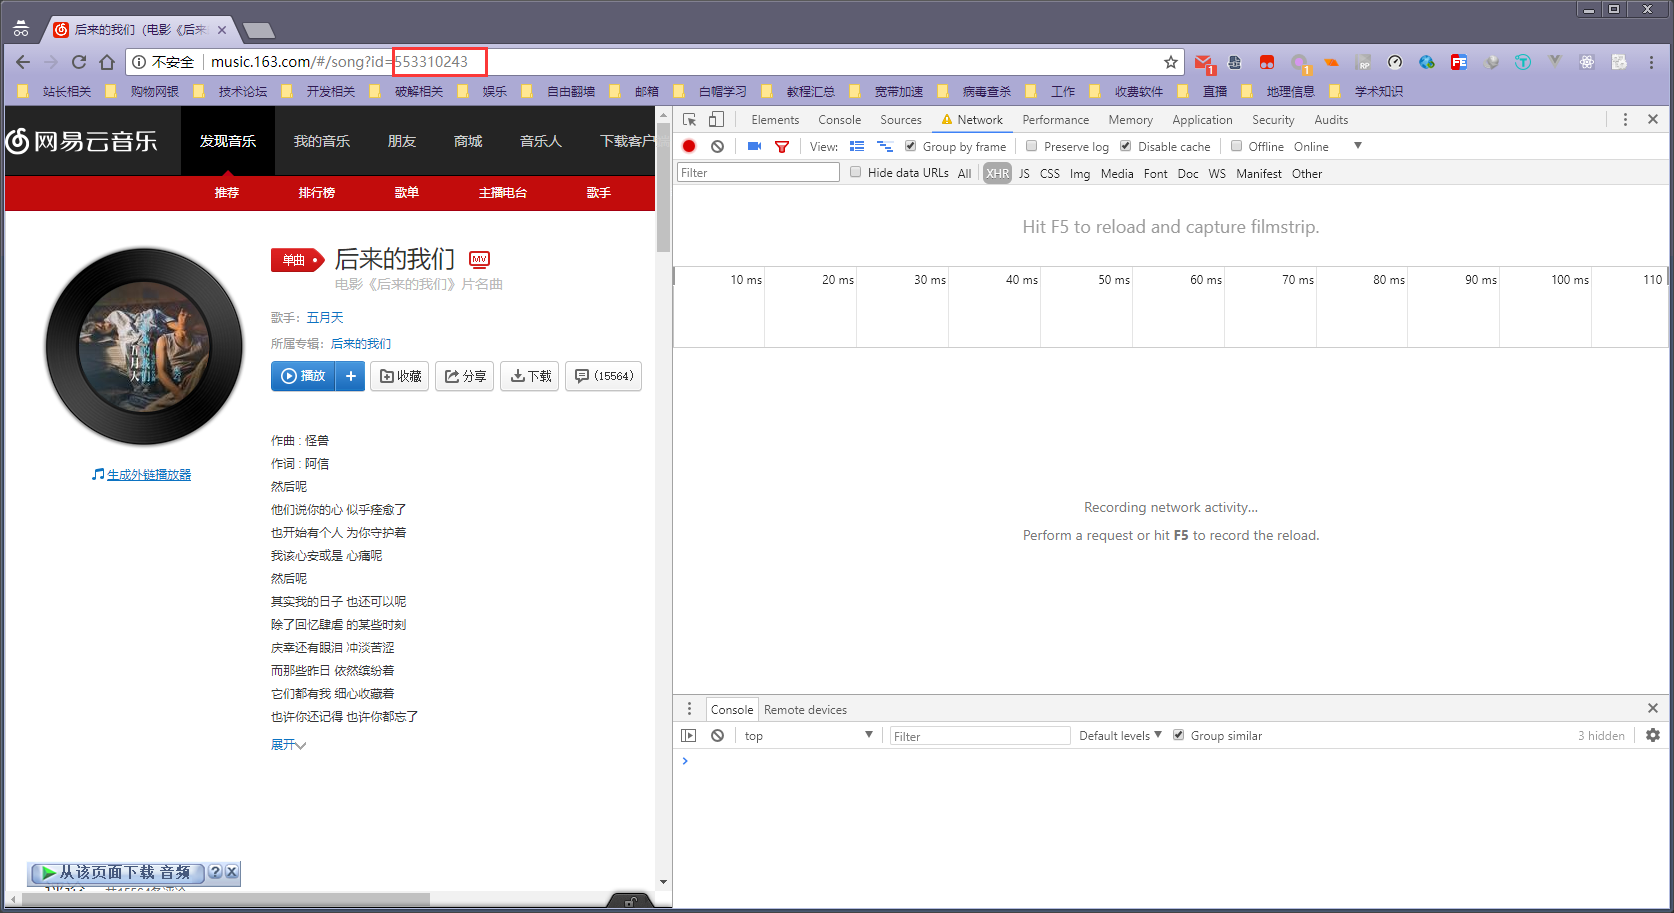 后来的我们（电影《后来
不安全 music.163.com/#/song?id=553310243
1
1
RP
FE
站长相关 购物网银 技术论坛 开发相关 破解相关 娱乐 自由翻墙 邮箱 白帽学习 教程汇总 宽带加速 病毒查杀 工作 收费软件 直播 地理信息 学术知识
网易云音乐 发现音乐 我的音乐 朋友 商城 音乐人 下载客户
推荐 排行榜 歌单 主播电台 歌手
单曲 后来的我们 MV
电影《后来的我们》片名曲
歌手：五月天
所属专辑：后来的我们
播放 + 收藏 分享 下载 (15564)
生成外链播放器
作曲 : 怪兽
作词 : 阿信
然后呢
他们说你的心 似乎痊愈了
也开始有个人 为你守护着
我该心安或是 心痛呢
然后呢
其实我的日子 也还可以呢
除了回忆肆虐 的某些时刻
庆幸还有眼泪 冲淡苦涩
而那些昨日 依然缤纷着
它们都有我 细心收藏着
也许你还记得 也许你都忘了
展开
从该页面下载 音频 ? X
Elements Console Sources Network Performance Memory Application Security Audits
View: Group by frame Preserve log Disable cache Offline Online
Filter Hide data URLs All XHR JS CSS Img Media Font Doc WS Manifest Other
Hit F5 to reload and capture filmstrip.
10 ms 20 ms 30 ms 40 ms 50 ms 60 ms 70 ms 80 ms 90 ms 100 ms 110
Recording network activity...
Perform a request or hit F5 to record the reload.
Console Remote devices
top Filter Default levels Group similar 3 hidden